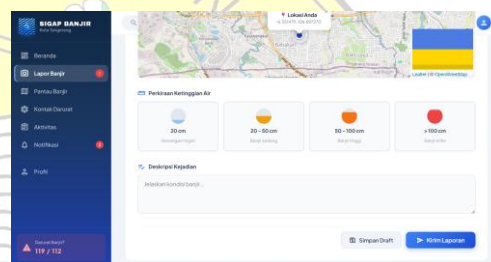 SIGAP BANJIR
Kota Tangerang
Beranda
Lapor Banjir
Pantau Banjir
Kontak Darurat
Aktivitas
Notifikasi
Profil
Darurat Banjir?
119 / 112
Lokasi Anda
Leaflet | © OpenStreetMap
Perkiraan Ketinggian Air
20 cm
20 - 50 cm
50 - 100 cm
> 100 cm
Genangan ringan
Banjir sedang
Banjir tinggi
Deskripsi Kejadian
Jelaskan kondisi banjir...
Simpan Draft
Kirim Laporan